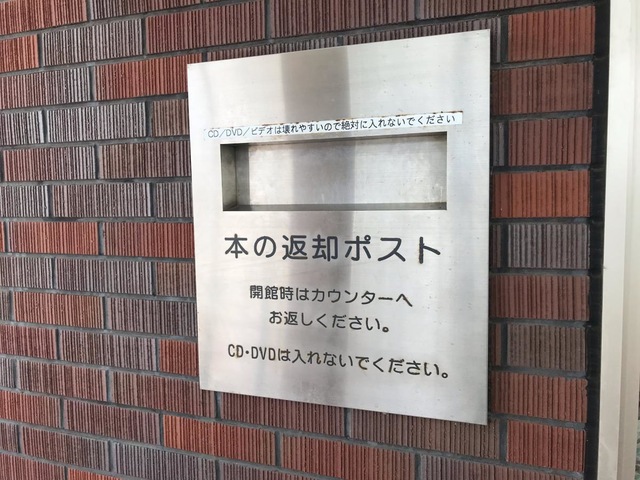 CD/DVD/ビデオは壊れやすいので絶対に入れないでください
本の返却ポスト
開館時はカウンターへ
お返しください。
CD・DVDは入れないでください。